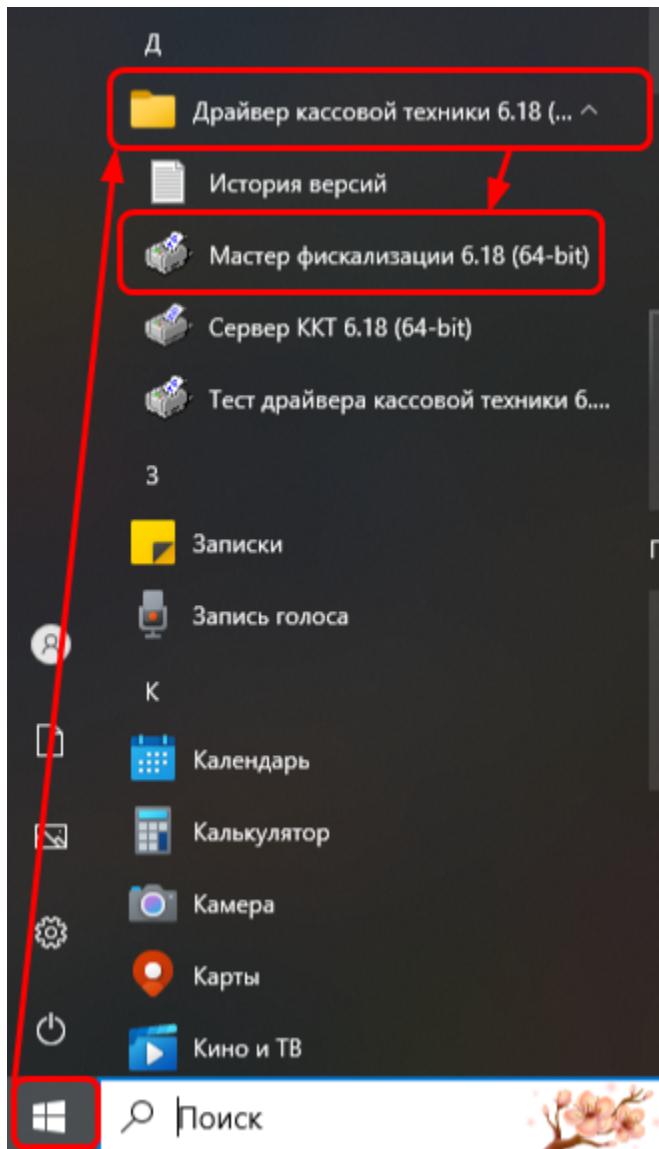 Д
Драйвер кассовой техники 6.18 (...
История версий
Мастер фискализации 6.18 (64-bit)
Сервер ККТ 6.18 (64-bit)
Тест драйвера кассовой техники 6....
З
Записки
Запись голоса
К
Календарь
Калькулятор
Камера
Карты
Кино и ТВ
Поиск